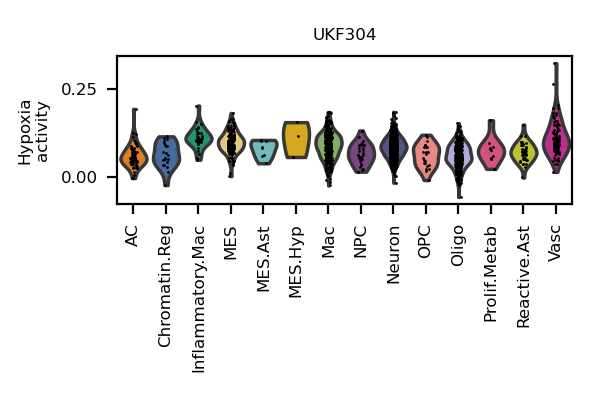 UKF304
Hypoxia
activity
0.25
0.00
AC
Chromatin.Reg
Inflammatory.Mac
MES
MES.Ast
MES.Hyp
Mac
NPC
Neuron
OPC
Oligo
Prolif.Metab
Reactive.Ast
Vasc